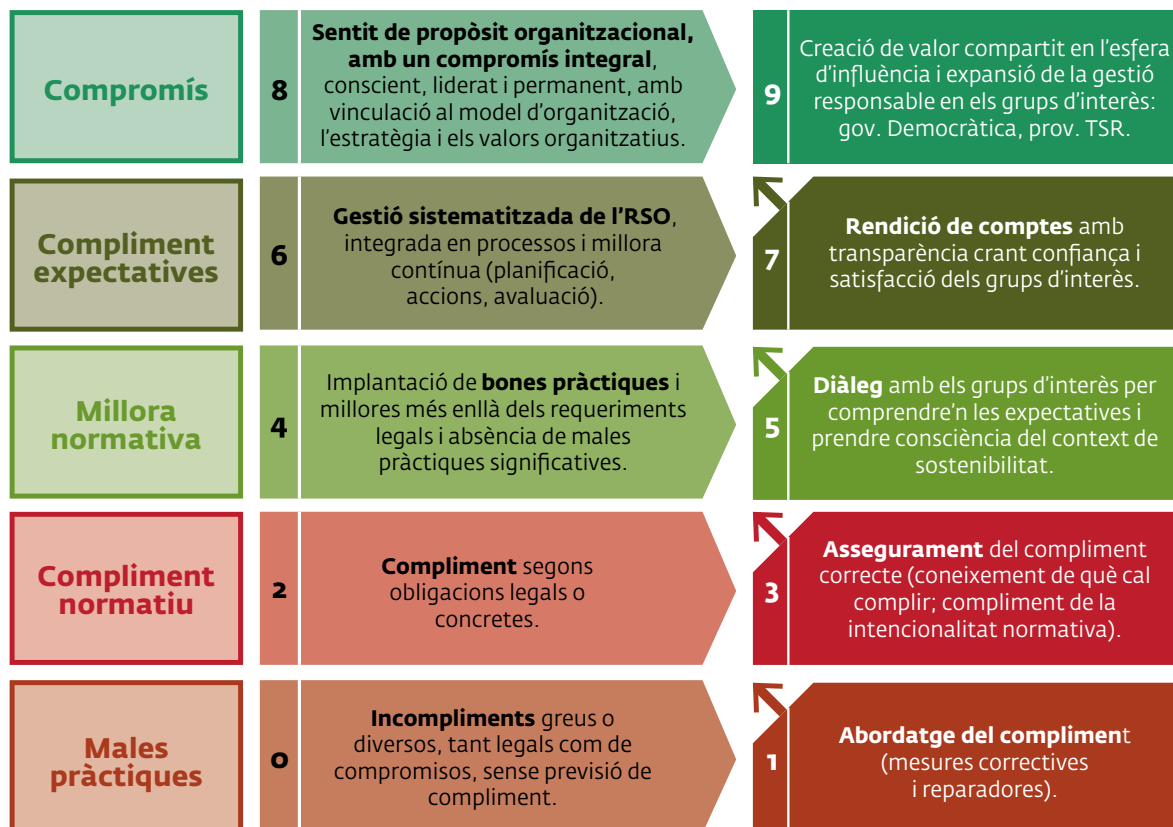 Compromís
8
Sentit de propòsit organitzacional,
amb un compromís integral,
conscient, liderat i permanent, amb
vinculació al model d'organització,
l'estratègia i els valors organitzatius.
9
Creació de valor compartit en l'esfera
d'influència i expansió de la gestió
responsable en els grups d'interès:
gov. Democràtica, prov. TSR.
Compliment
expectatives
6
Gestió sistematitzada de l'RSO,
integrada en processos i millora
contínua (planificació,
accions, avaluació).
7
Rendició de comptes amb
transparència crant confiança i
satisfacció dels grups d'interès.
Millora
normativa
4
Implantació de bones pràctiques i
millores més enllà dels requeriments
legals i absència de males
pràctiques significatives.
5
Diàleg amb els grups d'interès per
comprendre'n les expectatives i
prendre consciència del context de
sostenibilitat.
Compliment
normatiu
2
Compliment segons
obligacions legals o
concretes.
3
Assegurament del compliment
correcte (coneixement de què cal
complir; compliment de la
intencionalitat normativa).
Males
pràctiques
0
Incompliments greus o
diversos, tant legals com de
compromisos, sense previsió de
compliment.
1
Abordatge del compliment
(mesures correctives
i reparadores).